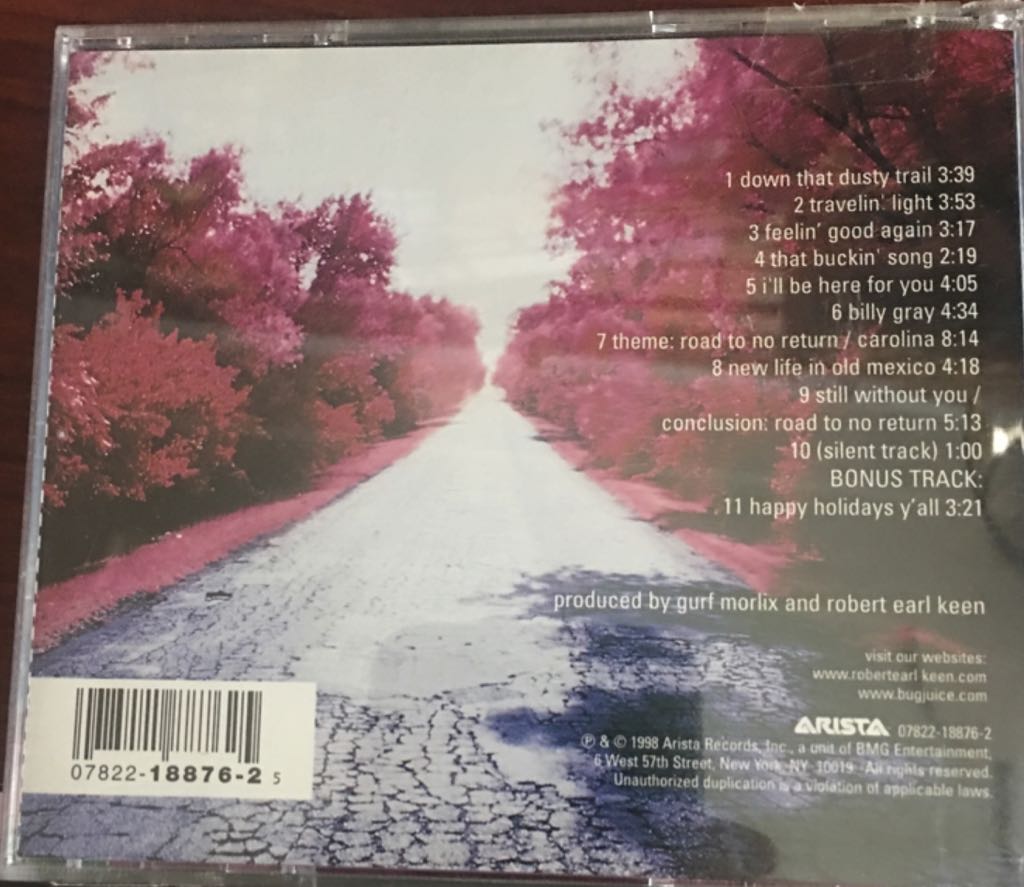 1 down that dusty trail 3:39
2 travelin' light 3:53
3 feelin' good again 3:17
4 that buckin' song 2:19
5 i'll be here for you 4:05
6 billy gray 4:34
7 theme: road to no return / carolina 8:14
8 new life in old mexico 4:18
9 still without you /
conclusion: road to no return 5:13
10 (silent track) 1:00
BONUS TRACK:
11 happy holidays y'all 3:21
produced by gurf morlix and robert earl keen
visit our websites:
www.robertearl keen.com
www.bugjuice.com
ARISTA 07822-18876-2
℗ & © 1998 Arista Records, Inc., a unit of BMG Entertainment,
6 West 57th Street, New York, NY 10019. All rights reserved.
Unauthorized duplication is a violation of applicable laws.
07822-18876-2 5